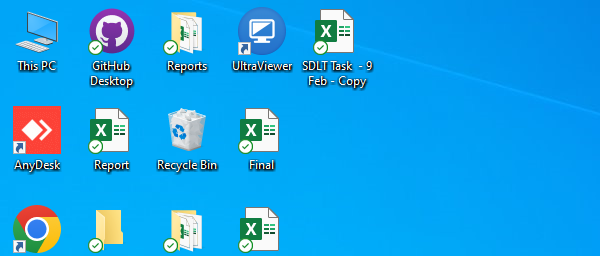 This PC
GitHub
Desktop
Reports
UltraViewer
SDLT Task - 9
Feb - Copy
AnyDesk
Report
Recycle Bin
Final